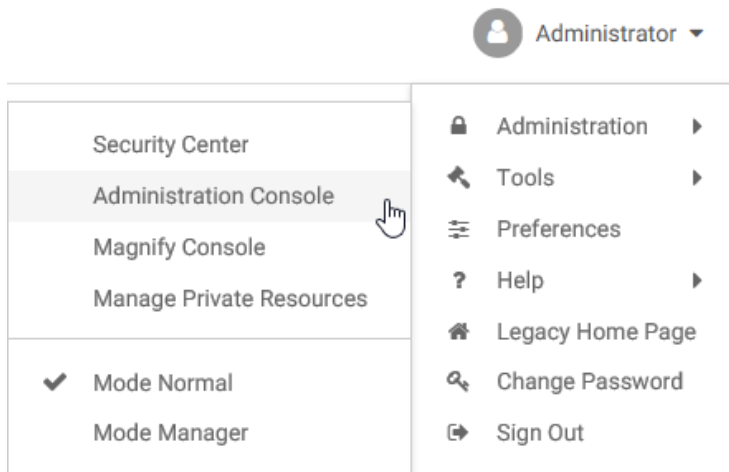 Administrator
Security Center
Administration Console
Magnify Console
Manage Private Resources
Mode Normal
Mode Manager
Administration
Tools
Preferences
? Help
Legacy Home Page
Change Password
Sign Out